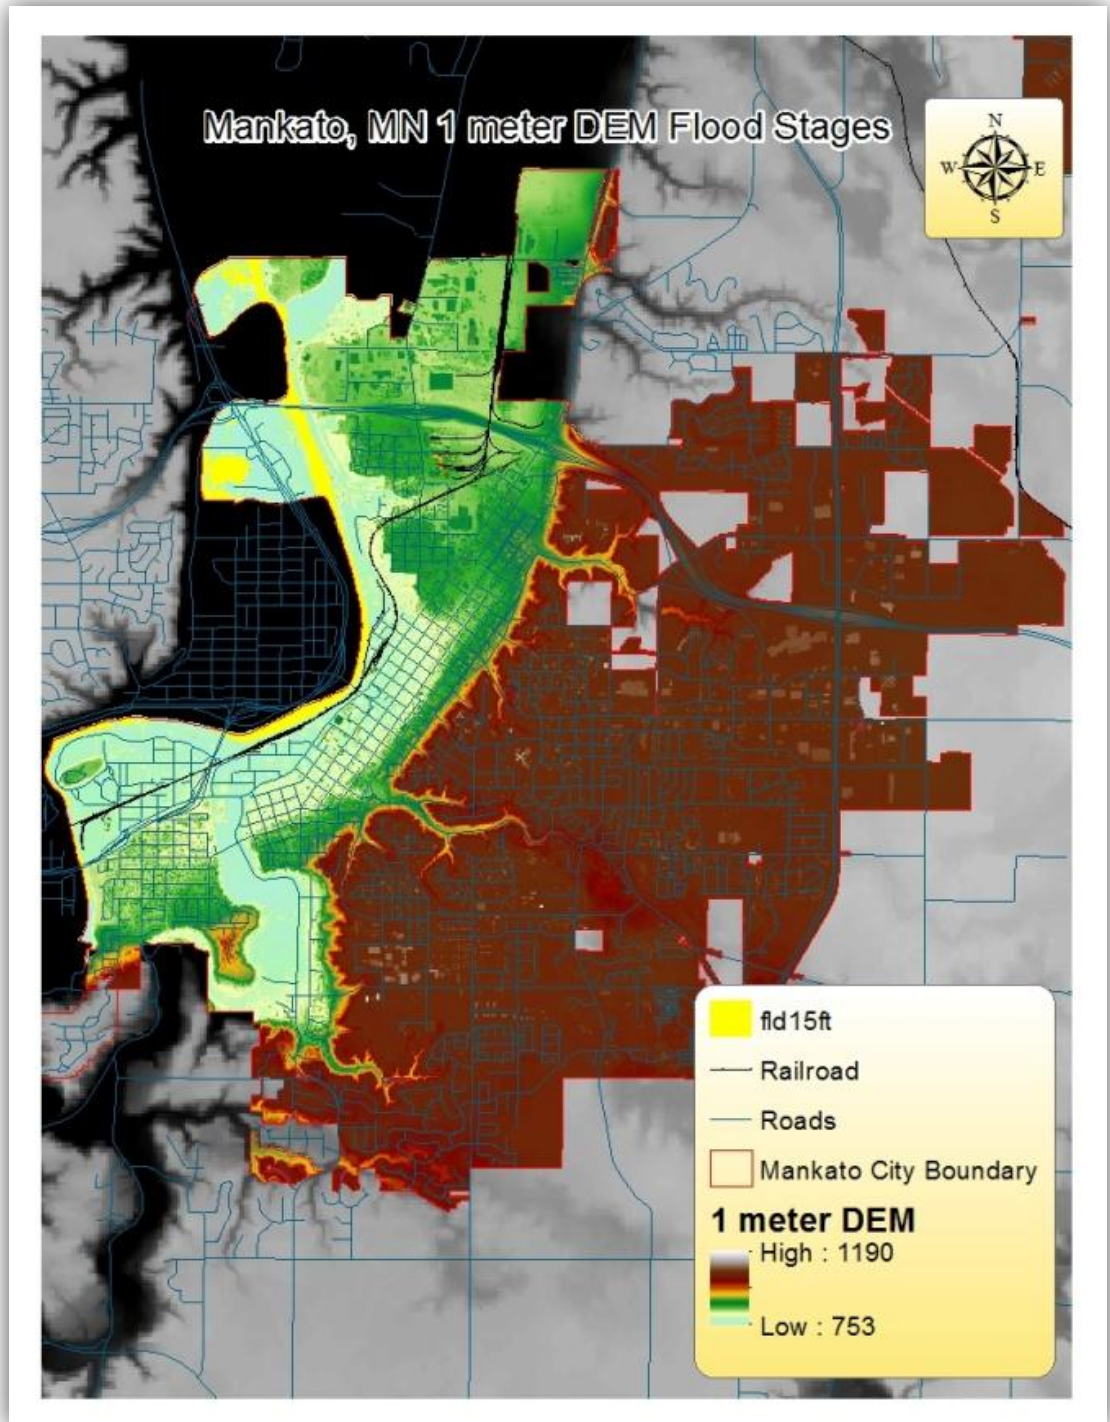 Mankato, MN 1 meter DEM Flood Stages
N
W E
S
fld15ft
Railroad
Roads
Mankato City Boundary
1 meter DEM
High : 1190
Low : 753